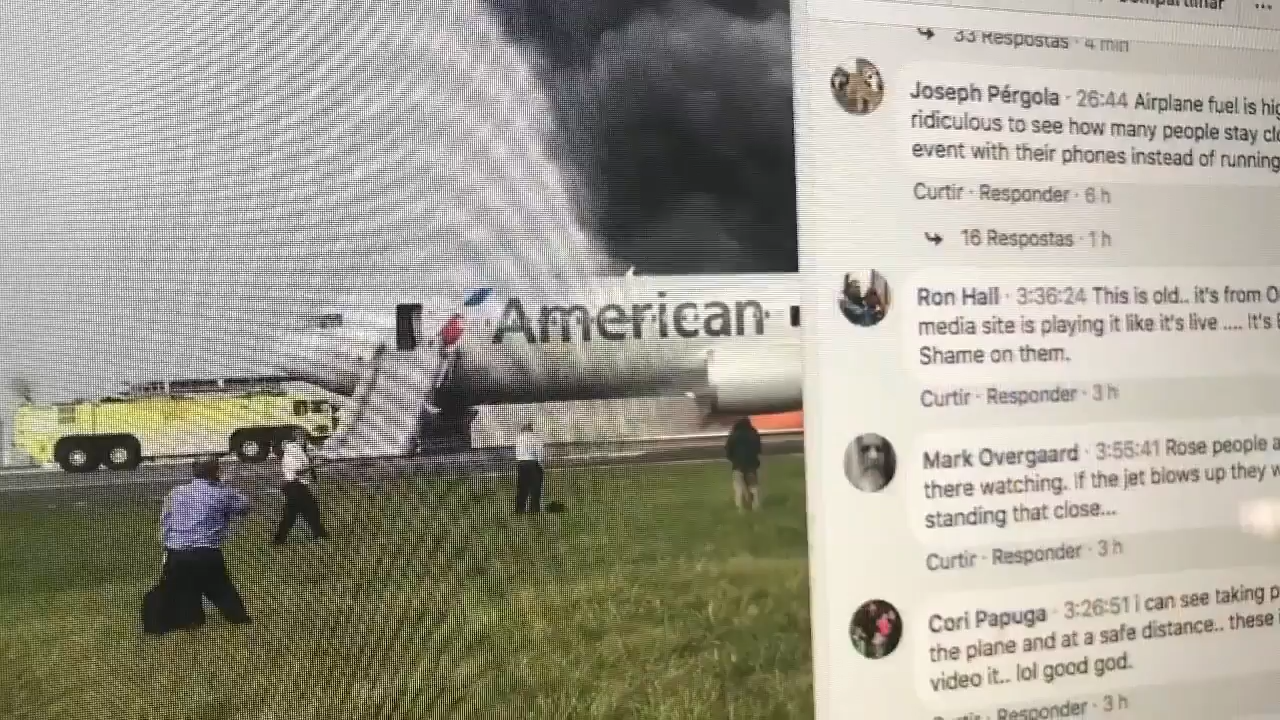 American
33 Respostas · 4 min
Joseph Pérgola · 26:44 Airplane fuel is
ridiculous to see how many people stay
event with their phones instead of running
Curtir · Responder · 6 h
16 Respostas · 1 h
Ron Hall · 3:36:24 This is old.. it's from
media site is playing it like it's live .... It's
Shame on them.
Curtir · Responder · 3 h
Mark Overgaard · 3:55:41 Rose people
there watching. If the jet blows up they
standing that close...
Curtir · Responder · 3 h
Cori Papuga · 3:26:51 i can see taking
the plane and at a safe distance.. these
video it.. lol good god.
Responder · 3 h